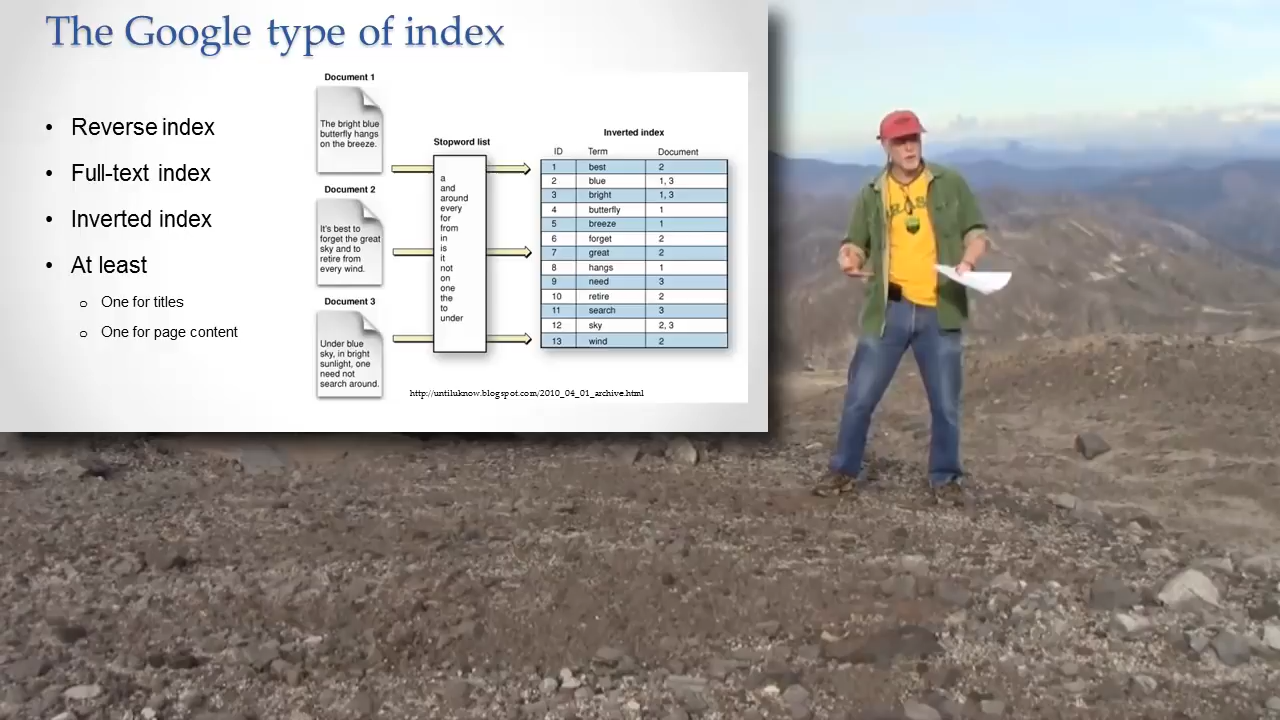 The Google type of index
• Reverse index
• Full-text index
• Inverted index
• At least
o One for titles
o One for page content
Document 1
The bright blue
butterfly hangs
on the breeze.
Document 2
It's best to
forget the great
sky and to
retire from
every wind.
Document 3
Under blue
sky, in bright
sunlight, one
need not
search around.
Stopword list
a
and
around
every
for
from
in
is
it
not
on
one
the
to
under
Inverted index
ID Term Document
1 best 2
2 blue 1, 3
3 bright 1, 3
4 butterfly 1
5 breeze 1
6 forget 2
7 great 2
8 hangs 1
9 need 3
10 retire 2
11 search 3
12 sky 2, 3
13 wind 2
http://untiluknow.blogspot.com/2010_04_01_archive.html